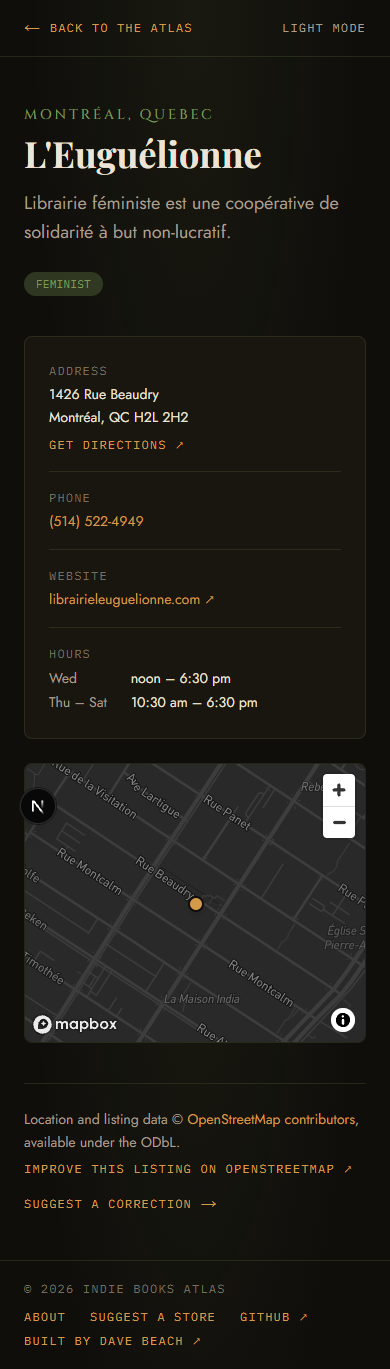 ← BACK TO THE ATLAS
LIGHT MODE
MONTRÉAL, QUEBEC
L'Euguélionne
Librairie féministe est une coopérative de
solidarité à but non-lucratif.
FEMINIST
ADDRESS
1426 Rue Beaudry
Montréal, QC H2L 2H2
GET DIRECTIONS ↗
PHONE
(514) 522-4949
WEBSITE
librairieleuguelionne.com ↗
HOURS
Wed noon – 6:30 pm
Thu – Sat 10:30 am – 6:30 pm
Rue de la Visitation
Ave Lartigue
Rue Panet
N
Rue Montcalm
Rue Beaudry
Église S
Pierre-A
Timothée
Rue Montcalm
La Maison India
mapbox
Location and listing data © OpenStreetMap contributors,
available under the ODbL.
IMPROVE THIS LISTING ON OPENSTREETMAP ↗
SUGGEST A CORRECTION →
© 2026 INDIE BOOKS ATLAS
ABOUT SUGGEST A STORE GITHUB ↗
BUILT BY DAVE BEACH ↗